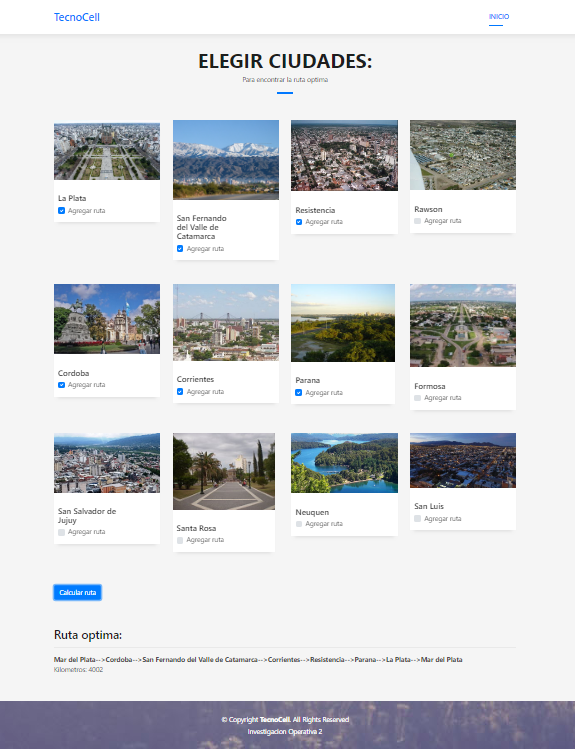 TecnoCell
INICIO
ELEGIR CIUDADES:
Para encontrar la ruta optima
La Plata
Agregar ruta
San Fernando
del Valle de
Catamarca
Agregar ruta
Resistencia
Agregar ruta
Rawson
Agregar ruta
Cordoba
Agregar ruta
Corrientes
Agregar ruta
Parana
Agregar ruta
Formosa
Agregar ruta
San Salvador de
Jujuy
Agregar ruta
Santa Rosa
Agregar ruta
Neuquen
Agregar ruta
San Luis
Agregar ruta
Calcular ruta
Ruta optima:
Mar del Plata-->Cordoba-->San Fernando del Valle de Catamarca-->Corrientes-->Resistencia-->Parana-->La Plata-->Mar del Plata
Kilometros: 4002
© Copyright TecnoCell. All Rights Reserved
Investigacion Operativa 2